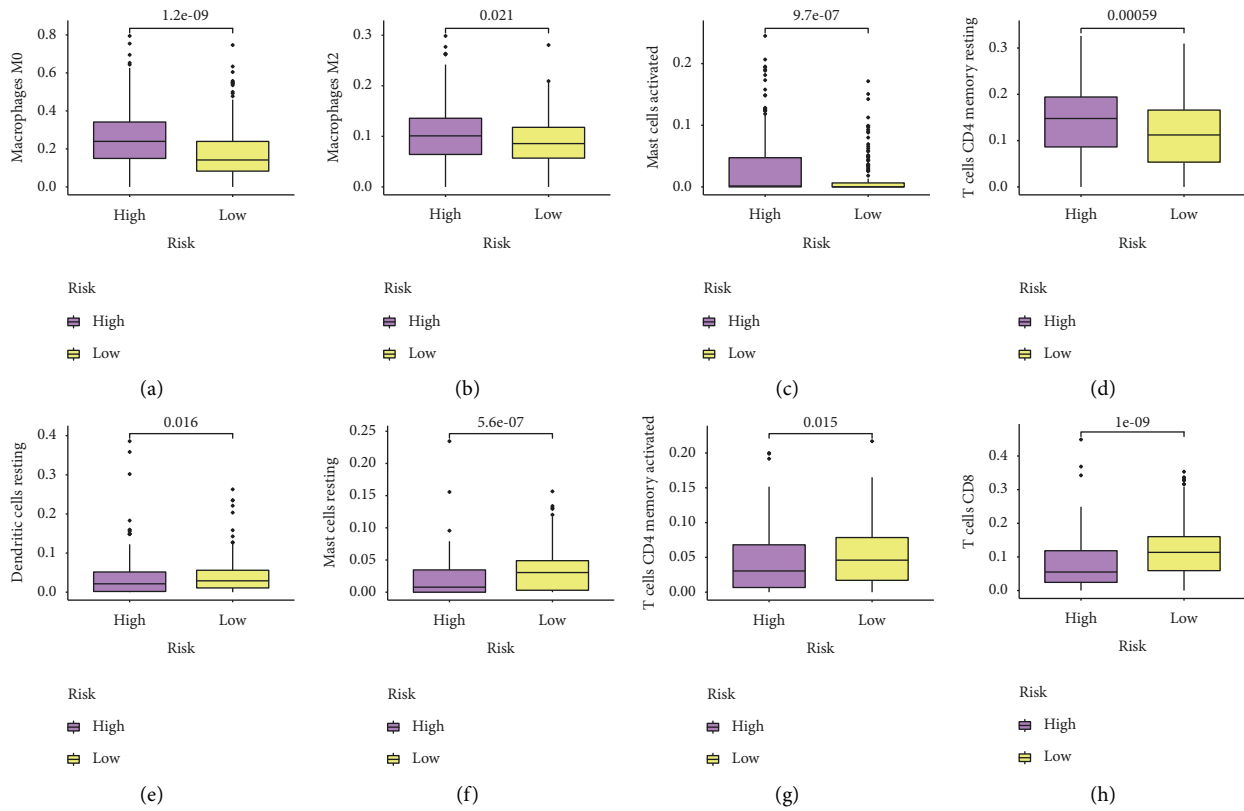 1.2e-09
Macrophages M0
0.8
0.6
0.4
0.2
0.0
High Low
Risk
Risk
High
Low
(a)
0.021
Macrophages M2
0.3
0.2
0.1
0.0
High Low
Risk
Risk
High
Low
(b)
9.7e-07
Mast cells activated
0.2
0.1
0.0
High Low
Risk
Risk
High
Low
(c)
0.00059
T cells CD4 memory resting
0.3
0.2
0.1
0.0
High Low
Risk
Risk
High
Low
(d)
0.016
Dendritic cells resting
0.4
0.3
0.2
0.1
0.0
High Low
Risk
Risk
High
Low
(e)
5.6e-07
Mast cells resting
0.25
0.20
0.15
0.10
0.05
0.00
High Low
Risk
Risk
High
Low
(f)
0.015
T cells CD4 memory activated
0.20
0.15
0.10
0.05
0.00
High Low
Risk
Risk
High
Low
(g)
1e-09
T cells CD8
0.4
0.3
0.2
0.1
0.0
High Low
Risk
Risk
High
Low
(h)